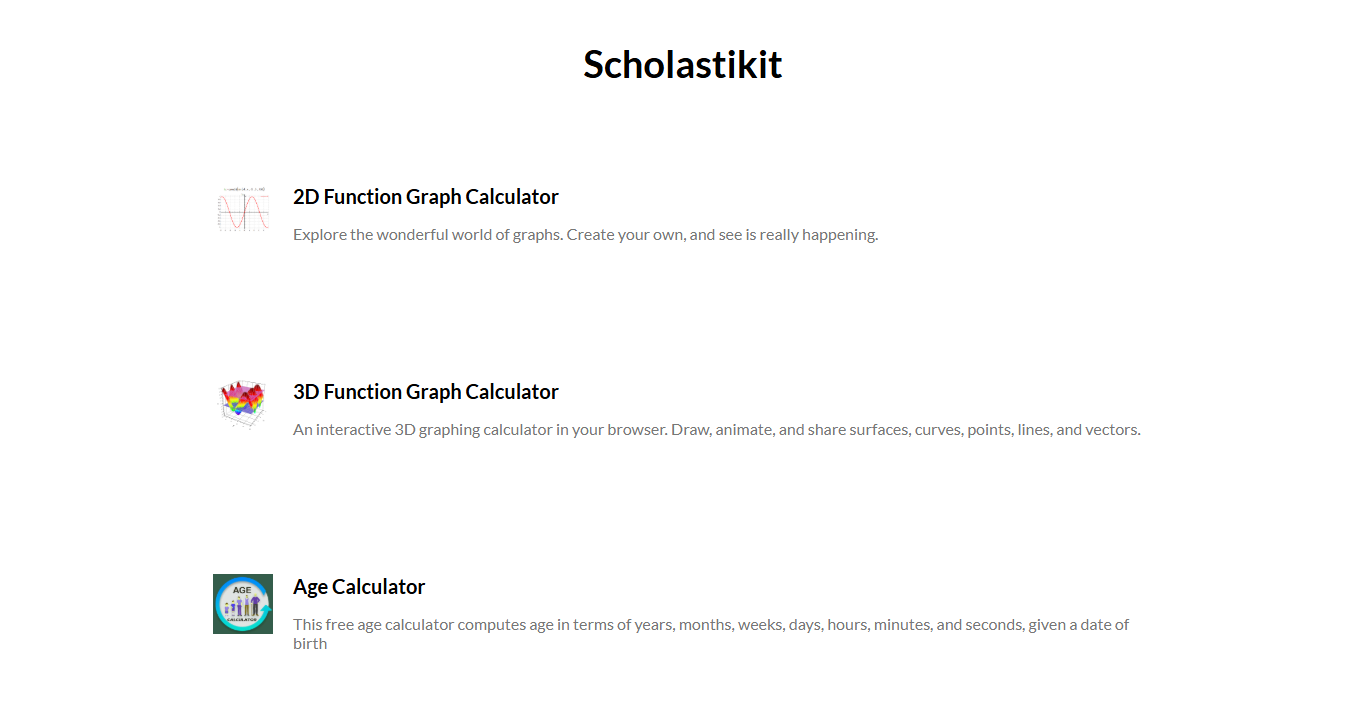 Scholastikit
2D Function Graph Calculator
Explore the wonderful world of graphs. Create your own, and see is really happening.
3D Function Graph Calculator
An interactive 3D graphing calculator in your browser. Draw, animate, and share surfaces, curves, points, lines, and vectors.
AGE
CALCULATOR
Age Calculator
This free age calculator computes age in terms of years, months, weeks, days, hours, minutes, and seconds, given a date of
birth